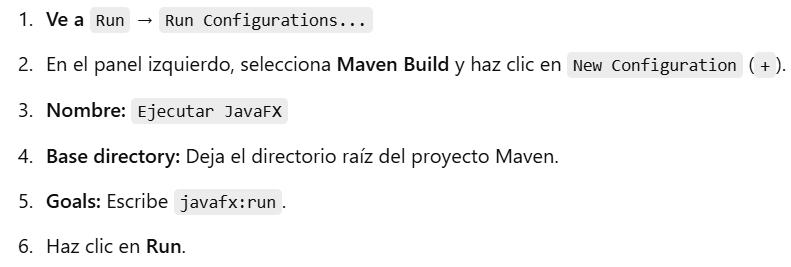 1. Ve a Run → Run Configurations...
2. En el panel izquierdo, selecciona Maven Build y haz clic en New Configuration (+).
3. Nombre: Ejecutar JavaFX
4. Base directory: Deja el directorio raíz del proyecto Maven.
5. Goals: Escribe javafx:run.
6. Haz clic en Run.